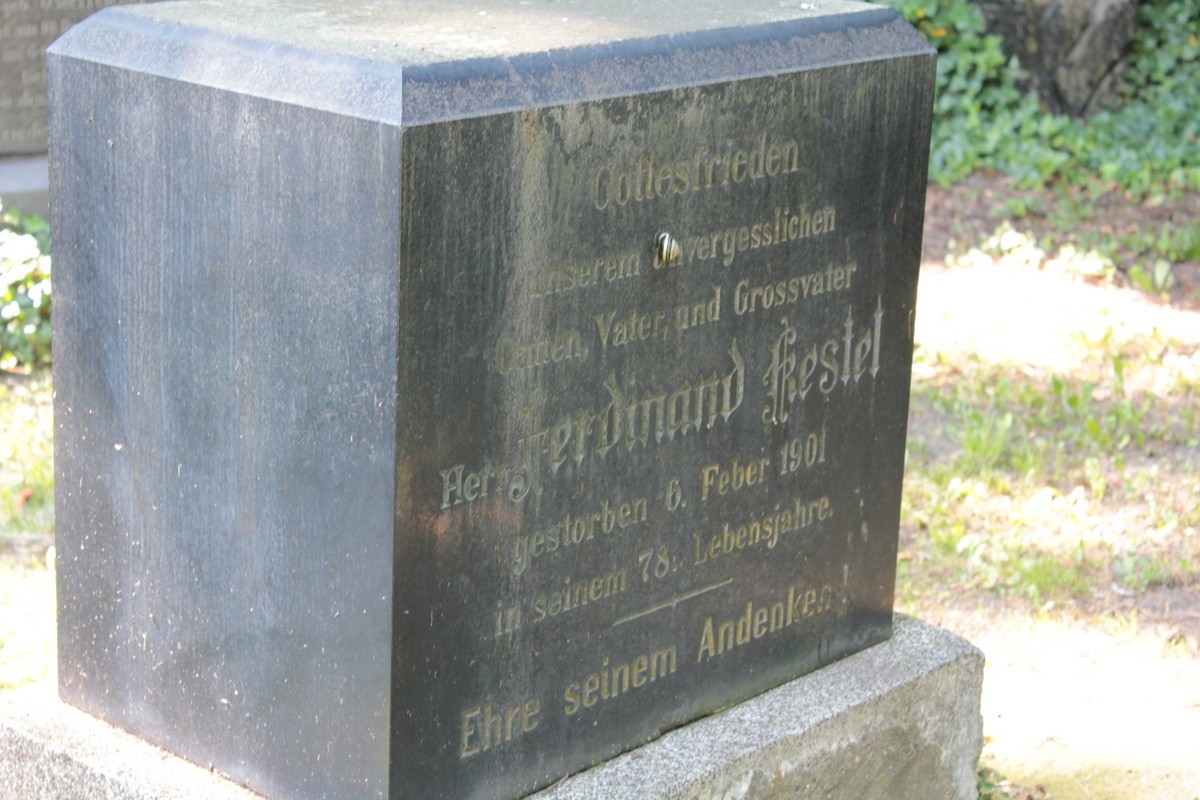 Gottesfrieden
unserem unvergesslichen
Gatten, Vater, und Grossvater
Herrn Ferdinand Kestel
gestorben 6. Feber 1901
in seinem 78. Lebensjahre.
Ehre seinem Andenken!